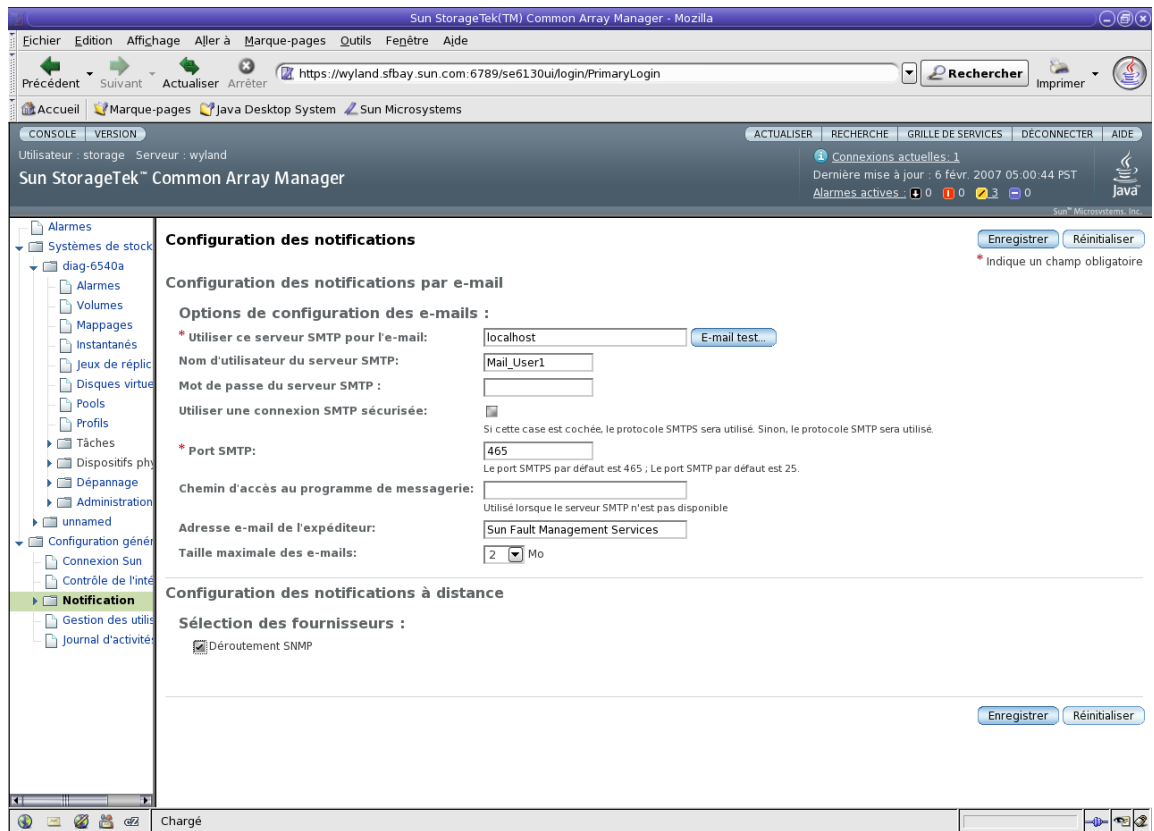 Sun StorageTek(TM) Common Array Manager - Mozilla
Eichier Edition Affichage Aller à Marque-pages Outils Fenêtre Aide
Précédent Suivant Actualiser Arrêter https://wyland.sfbay.sun.com:6789/se6130ui/login/PrimaryLogin Rechercher Imprimer
Accueil Marque-pages Java Desktop System Sun Microsystems
CONSOLE VERSION ACTUALISER RECHERCHE GRILLE DE SERVICES DÉCONNECTER AIDE
Utilisateur : storage Serveur : wyland
Connexions actuelles: 1
Sun StorageTek™ Common Array Manager
Dernière mise à jour : 6 févr. 2007 05:00:44 PST
Alarmes actives : 0 0 3 0
Java
Sun™ Microsystems, Inc.
Alarmes
Systèmes de stock
diag-6540a
Alarmes
Volumes
Mappages
Instantanés
Jeux de réplic
Disques virtue
Pools
Profils
Tâches
Dispositifs phy
Dépannage
Administration
unnamed
Configuration génér
Connexion Sun
Contrôle de l'inté
Notification
Gestion des utilis
Journal d'activités
Configuration des notifications
Enregistrer Réinitialiser
* Indique un champ obligatoire
Configuration des notifications par e-mail
Options de configuration des e-mails :
* Utiliser ce serveur SMTP pour l'e-mail: localhost E-mail test...
Nom d'utilisateur du serveur SMTP: Mail_User1
Mot de passe du serveur SMTP :
Utiliser une connexion SMTP sécurisée:
Si cette case est cochée, le protocole SMTPS sera utilisé. Sinon, le protocole SMTP sera utilisé.
* Port SMTP: 465
Le port SMTPS par défaut est 465 ; Le port SMTP par défaut est 25.
Chemin d'accès au programme de messagerie:
Utilisé lorsque le serveur SMTP n'est pas disponible
Adresse e-mail de l'expéditeur: Sun Fault Management Services
Taille maximale des e-mails: 2 Mo
Configuration des notifications à distance
Sélection des fournisseurs :
Déroutement SNMP
Enregistrer Réinitialiser
Chargé